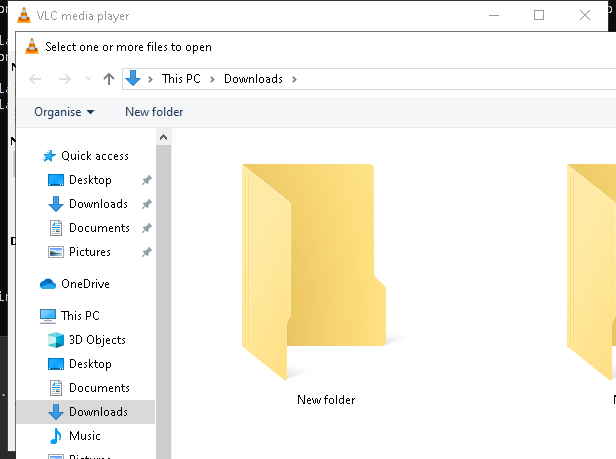 VLC media player
Select one or more files to open
This PC
Downloads
Organise
New folder
Quick access
Desktop
Downloads
Documents
Pictures
OneDrive
This PC
3D Objects
Desktop
Documents
Downloads
Music
Pictures
New folder